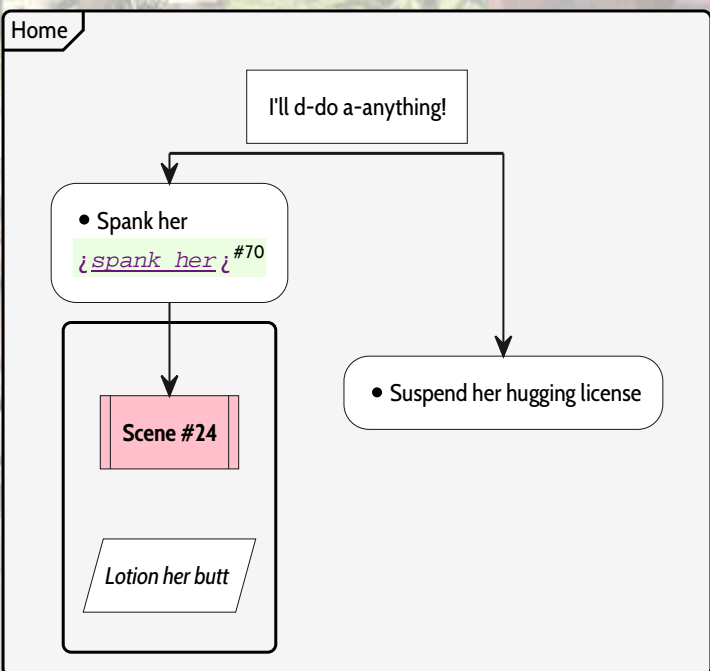 Home
I'll d-do a-anything!
• Spank her
¿spank her¿#70
Scene #24
• Suspend her hugging license
Lotion her butt